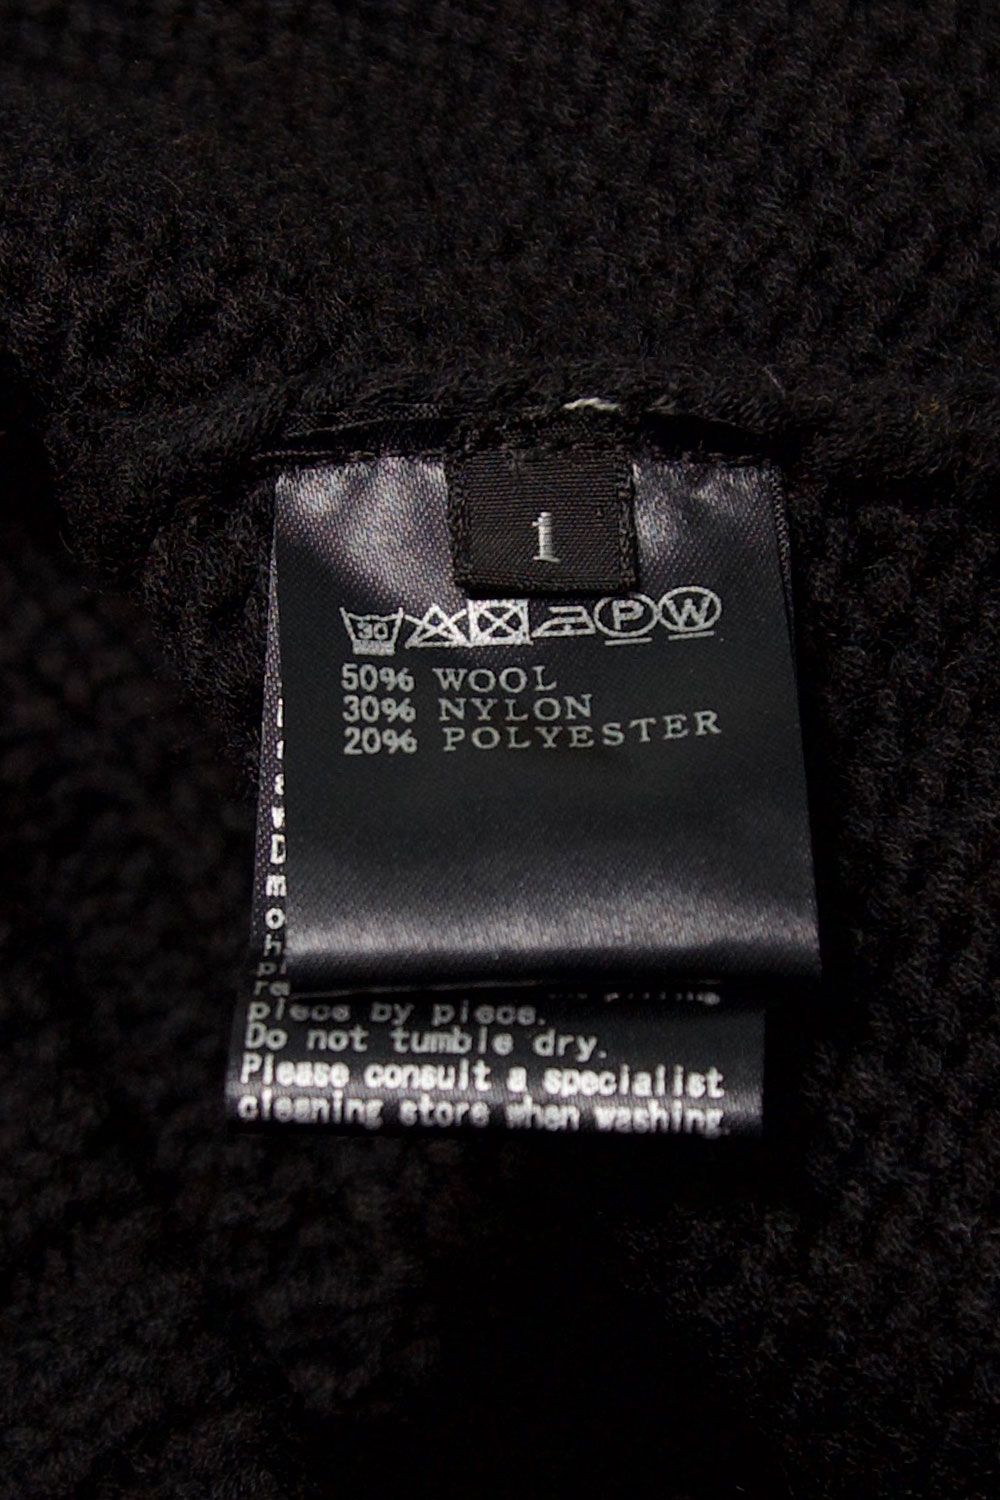 1
30 P W
50% WOOL
30% NYLON
20% POLYESTER
D
m
o
piece by piece.
Do not tumble dry.
Please consult a specialist
cleaning store when washing